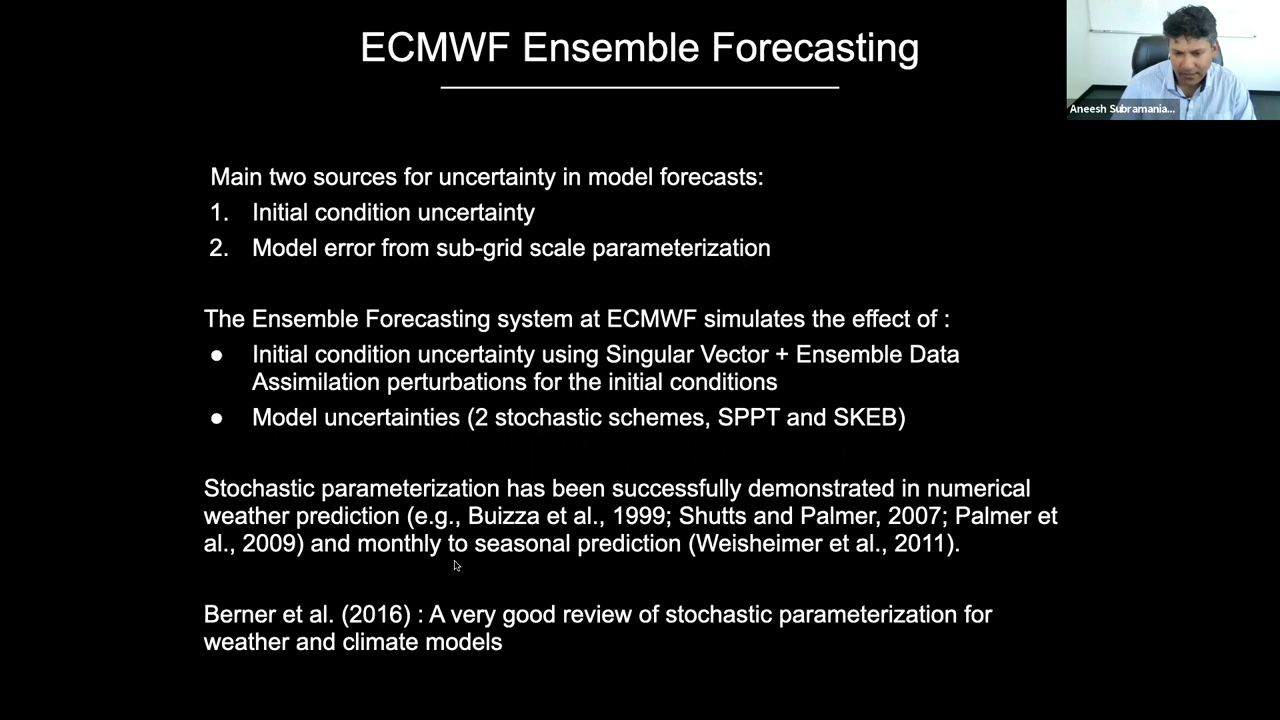 ECMWF Ensemble Forecasting
Aneesh Subramania...
Main two sources for uncertainty in model forecasts:
1. Initial condition uncertainty
2. Model error from sub-grid scale parameterization
The Ensemble Forecasting system at ECMWF simulates the effect of :
● Initial condition uncertainty using Singular Vector + Ensemble Data
Assimilation perturbations for the initial conditions
● Model uncertainties (2 stochastic schemes, SPPT and SKEB)
Stochastic parameterization has been successfully demonstrated in numerical
weather prediction (e.g., Buizza et al., 1999; Shutts and Palmer, 2007; Palmer et
al., 2009) and monthly to seasonal prediction (Weisheimer et al., 2011).
Berner et al. (2016) : A very good review of stochastic parameterization for
weather and climate models